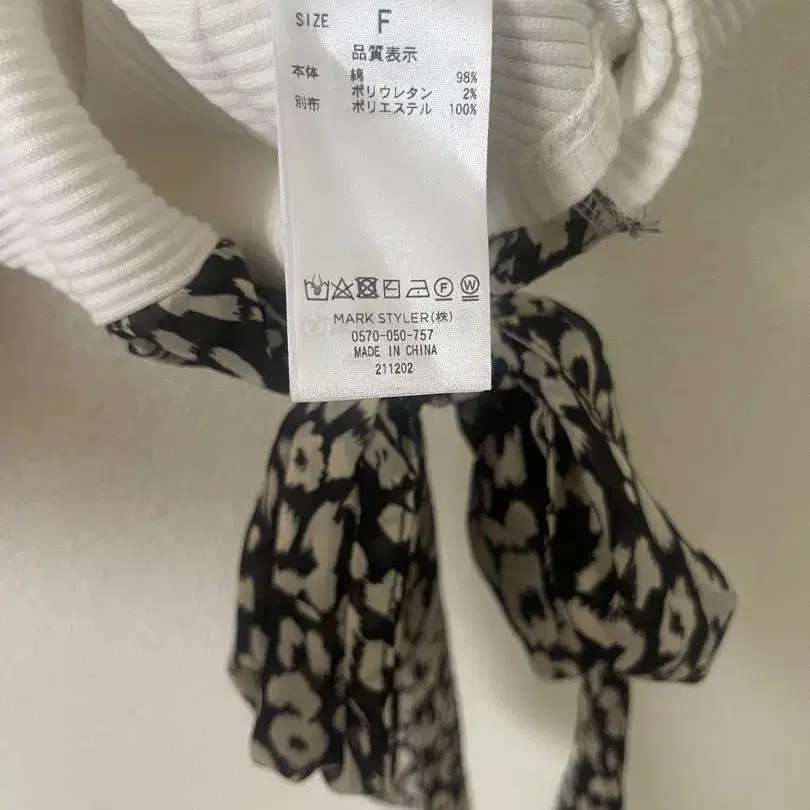 SIZE F
品質表示
本体 綿 98%
ポリウレタン 2%
別布 ポリエステル 100%
F W
MARK STYLER(株)
0570-050-757
MADE IN CHINA
211202